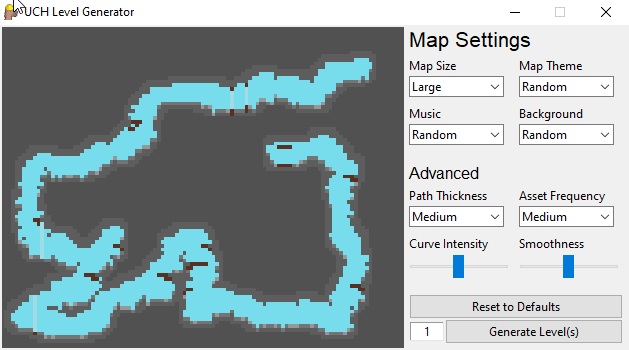 UCH Level Generator
Map Settings
Map Size Map Theme
Large Random
Music Background
Random Random
Advanced
Path Thickness Asset Frequency
Medium Medium
Curve Intensity Smoothness
Reset to Defaults
1 Generate Level(s)